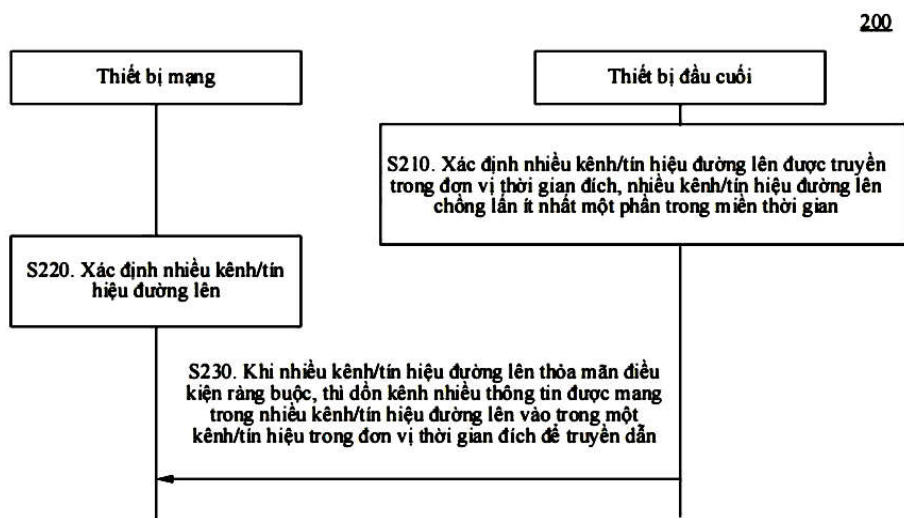 200
Thiết bị mạng
Thiết bị đầu cuối
S210. Xác định nhiều kênh/tín hiệu đường lên được truyền
trong đơn vị thời gian đích, nhiều kênh/tín hiệu đường lên
chồng lấn ít nhất một phần trong miền thời gian
S220. Xác định nhiều kênh/tín
hiệu đường lên
S230. Khi nhiều kênh/tín hiệu đường lên thỏa mãn điều
kiện ràng buộc, thì dồn kênh nhiều thông tin được mang
trong nhiều kênh/tín hiệu đường lên vào trong một
kênh/tín hiệu trong đơn vị thời gian đích để truyền dẫn